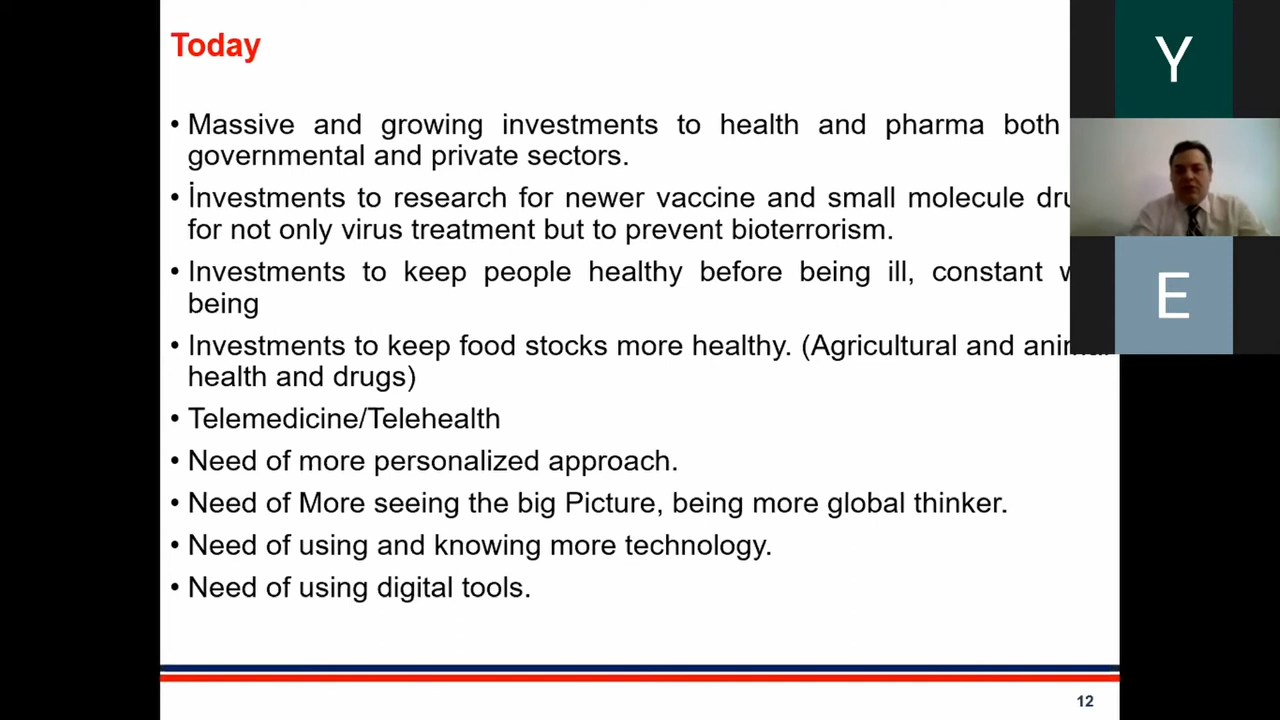 Today
• Massive and growing investments to health and pharma both
governmental and private sectors.
• İnvestments to research for newer vaccine and small molecule
for not only virus treatment but to prevent bioterrorism.
• Investments to keep people healthy before being ill, constant
being
• Investments to keep food stocks more healthy. (Agricultural and
health and drugs)
• Telemedicine/Telehealth
• Need of more personalized approach.
• Need of More seeing the big Picture, being more global thinker.
• Need of using and knowing more technology.
• Need of using digital tools.
12
Y
E